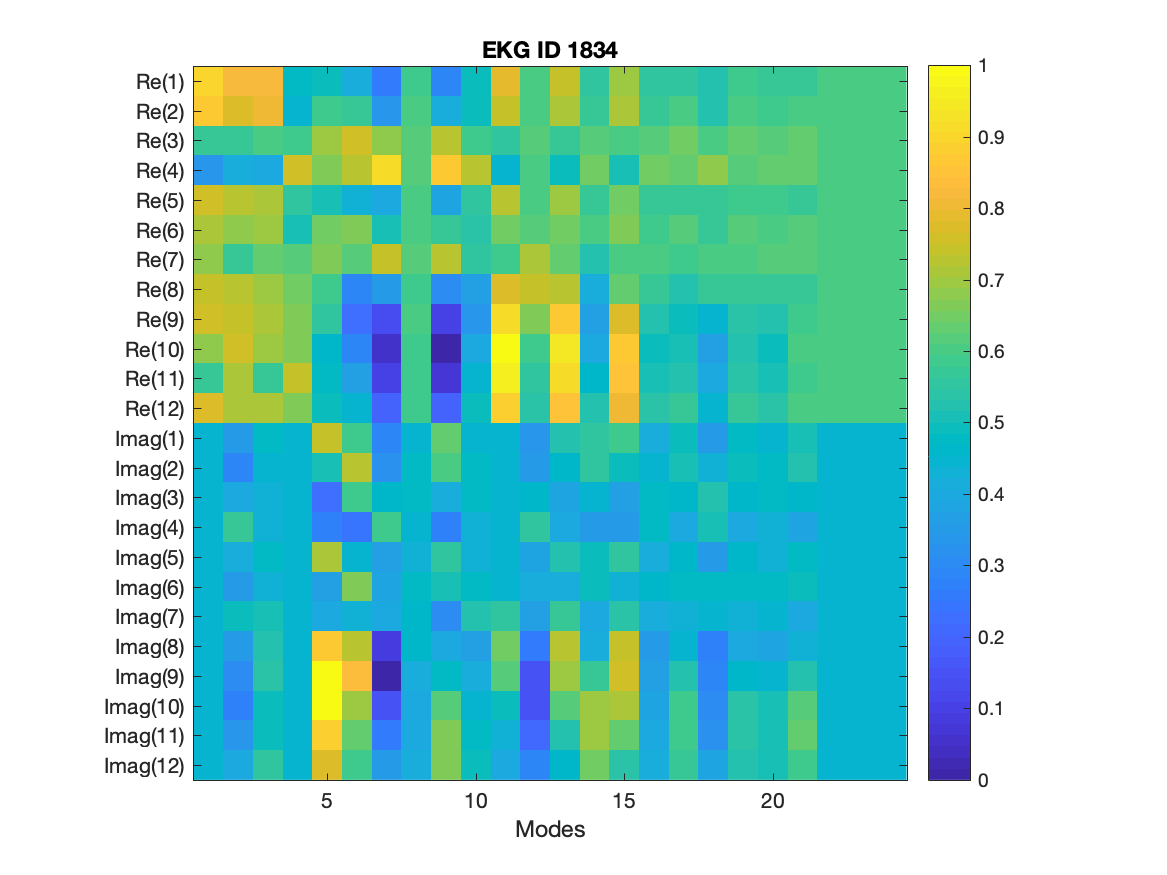 EKG ID 1834
Re(1)
Re(2)
Re(3)
Re(4)
Re(5)
Re(6)
Re(7)
Re(8)
Re(9)
Re(10)
Re(11)
Re(12)
Imag(1)
Imag(2)
Imag(3)
Imag(4)
Imag(5)
Imag(6)
Imag(7)
Imag(8)
Imag(9)
Imag(10)
Imag(11)
Imag(12)
5 10 15 20
Modes
1
0.9
0.8
0.7
0.6
0.5
0.4
0.3
0.2
0.1
0